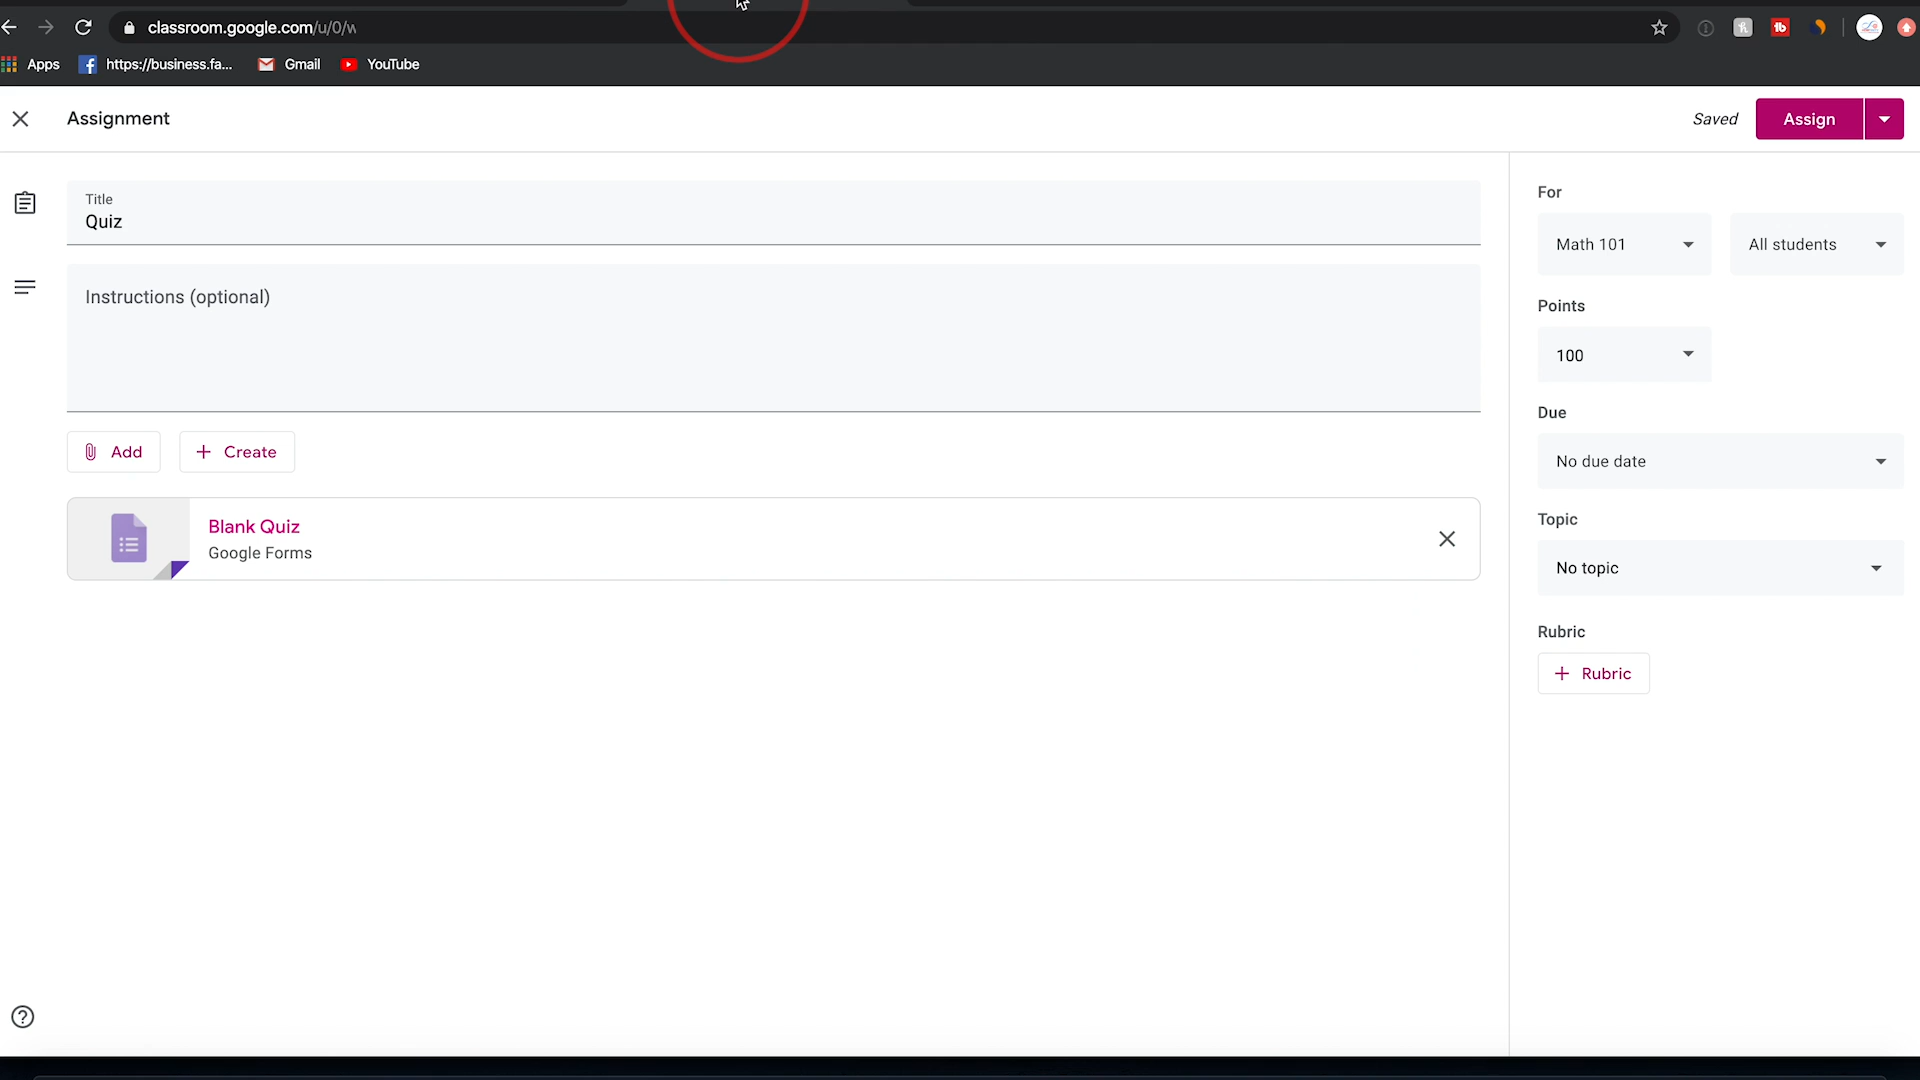 classroom.google.com/u/0/w
Apps
https://business.fa...
Gmail
YouTube
Assignment
Saved
Assign
Title
Quiz
Instructions (optional)
Add
Create
Blank Quiz
Google Forms
For
Math 101
All students
Points
100
Due
No due date
Topic
No topic
Rubric
Rubric